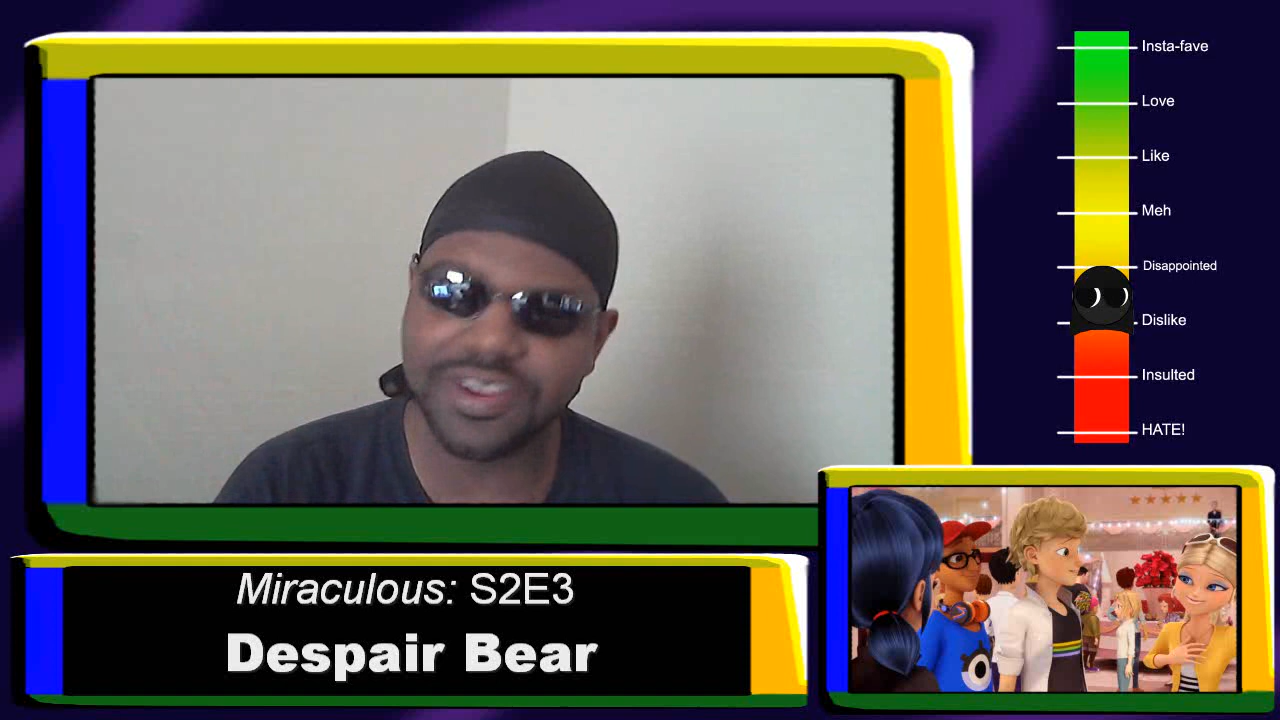 Insta-fave
Love
Like
Meh
Disappointed
Dislike
Insulted
HATE!
Miraculous: S2E3
Despair Bear